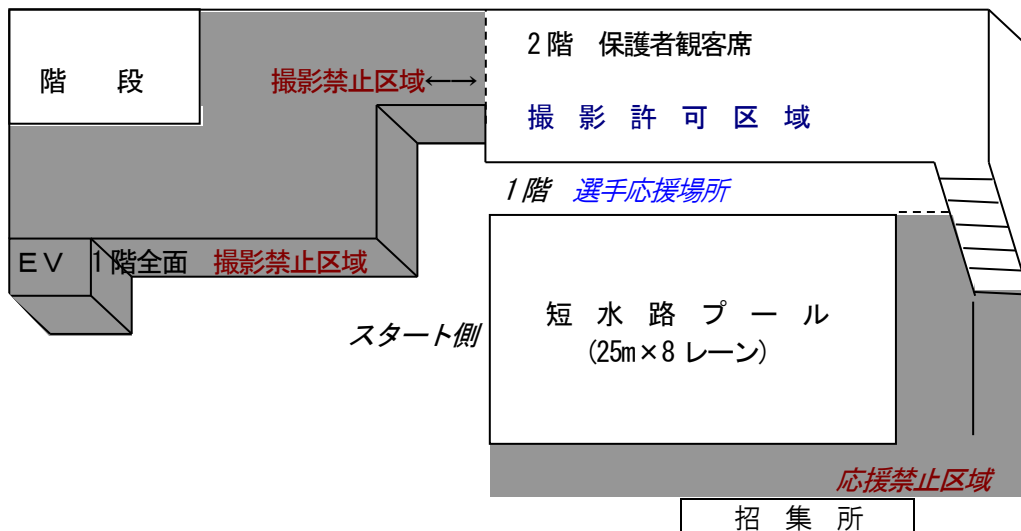 2階　保護者観客席
階　段
撮影禁止区域←→
撮　影　許　可　区　域
1階　選手応援場所
ＥＶ　1階全面　撮影禁止区域
短　水　路　プ　ー　ル
スタート側
(25m×8 レーン)
応援禁止区域
招　集　所